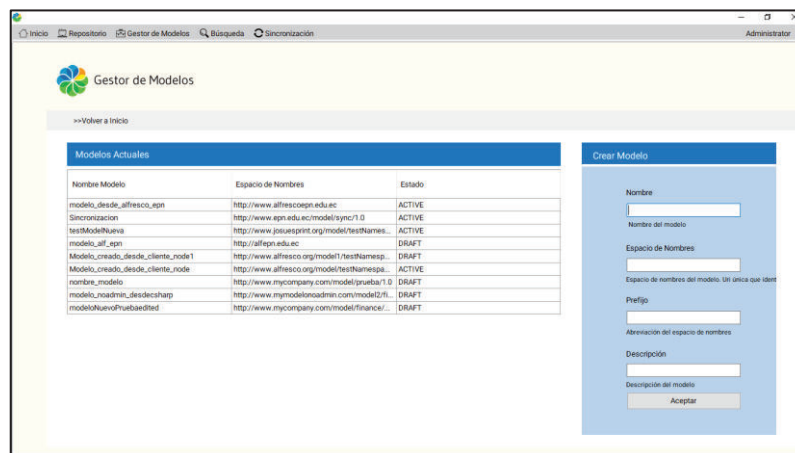 Inicio Repositorio Gestor de Modelos Búsqueda Sincronización Administrator
Gestor de Modelos
>>Volver a Inicio
Modelos Actuales
Nombre Modelo Espacio de Nombres Estado
modelo_desde_alfresco_epn http://www.alfrescoepn.edu.ec ACTIVE
Sincronizacion http://www.epn.edu.ec/model/sync/1.0 ACTIVE
testModelNueva http://www.josuesprint.org/model/testNames... ACTIVE
modelo_alf_epn http://alfepn.edu.ec DRAFT
Modelo_creado_desde_cliente_node1 http://www.alfresco.org/model1/testNamesp... DRAFT
Modelo_creado_desde_cliente_node http://www.alfresco.org/model/testNamespa... ACTIVE
nombre_modelo http://www.mycompany.com/model/prueba/1.0 DRAFT
modelo_noadmin_desdecsharp http://www.mymodelonoadmin.com/model2/fi... DRAFT
modeloNuevoPruebaedited http://www.mycompany.com/model/finance/... DRAFT
Crear Modelo
Nombre
Nombre del modelo
Espacio de Nombres
Espacio de nombres del modelo. Uri única que ident
Prefijo
Abreviación del espacio de nombres
Descripción
Descripción del modelo
Aceptar